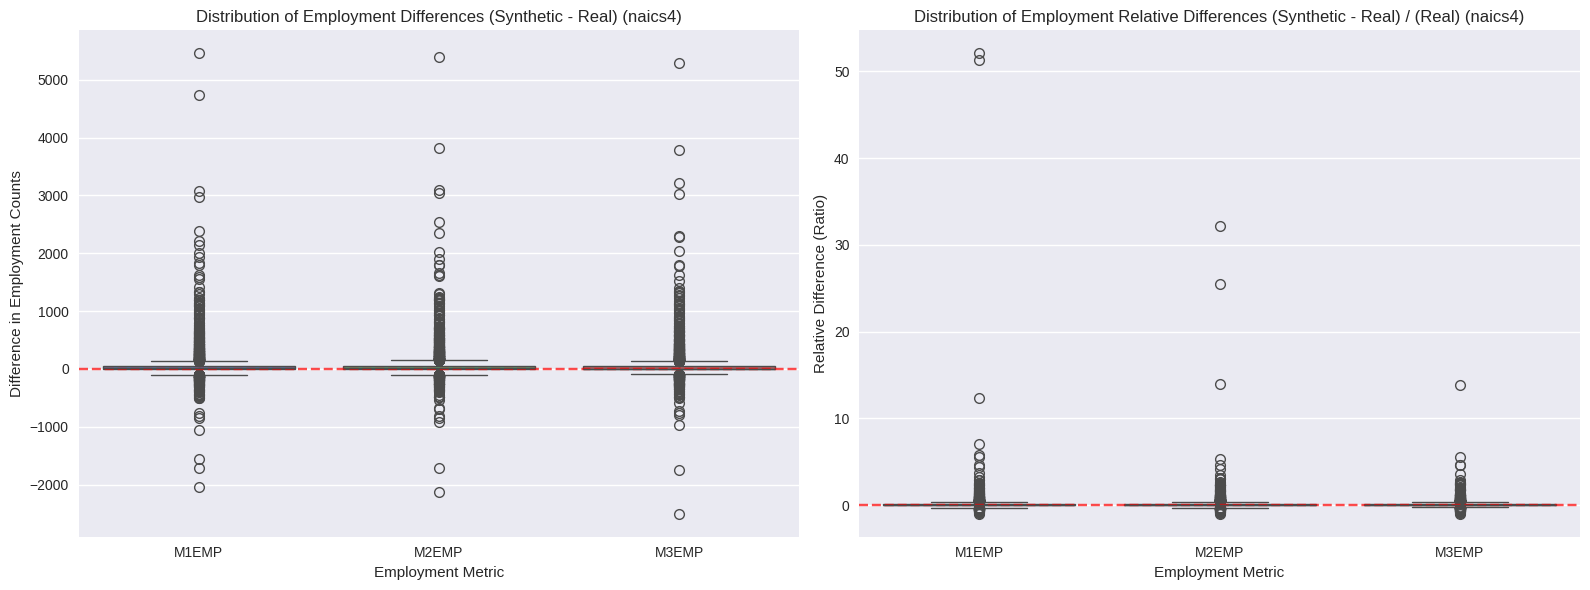 Distribution of Employment Differences (Synthetic - Real) (naics4)
Difference in Employment Counts
5000
4000
3000
2000
1000
0
−1000
−2000
M1EMP
M2EMP
M3EMP
Employment Metric
Distribution of Employment Relative Differences (Synthetic - Real) / (Real) (naics4)
Relative Difference (Ratio)
50
40
30
20
10
0
M1EMP
M2EMP
M3EMP
Employment Metric